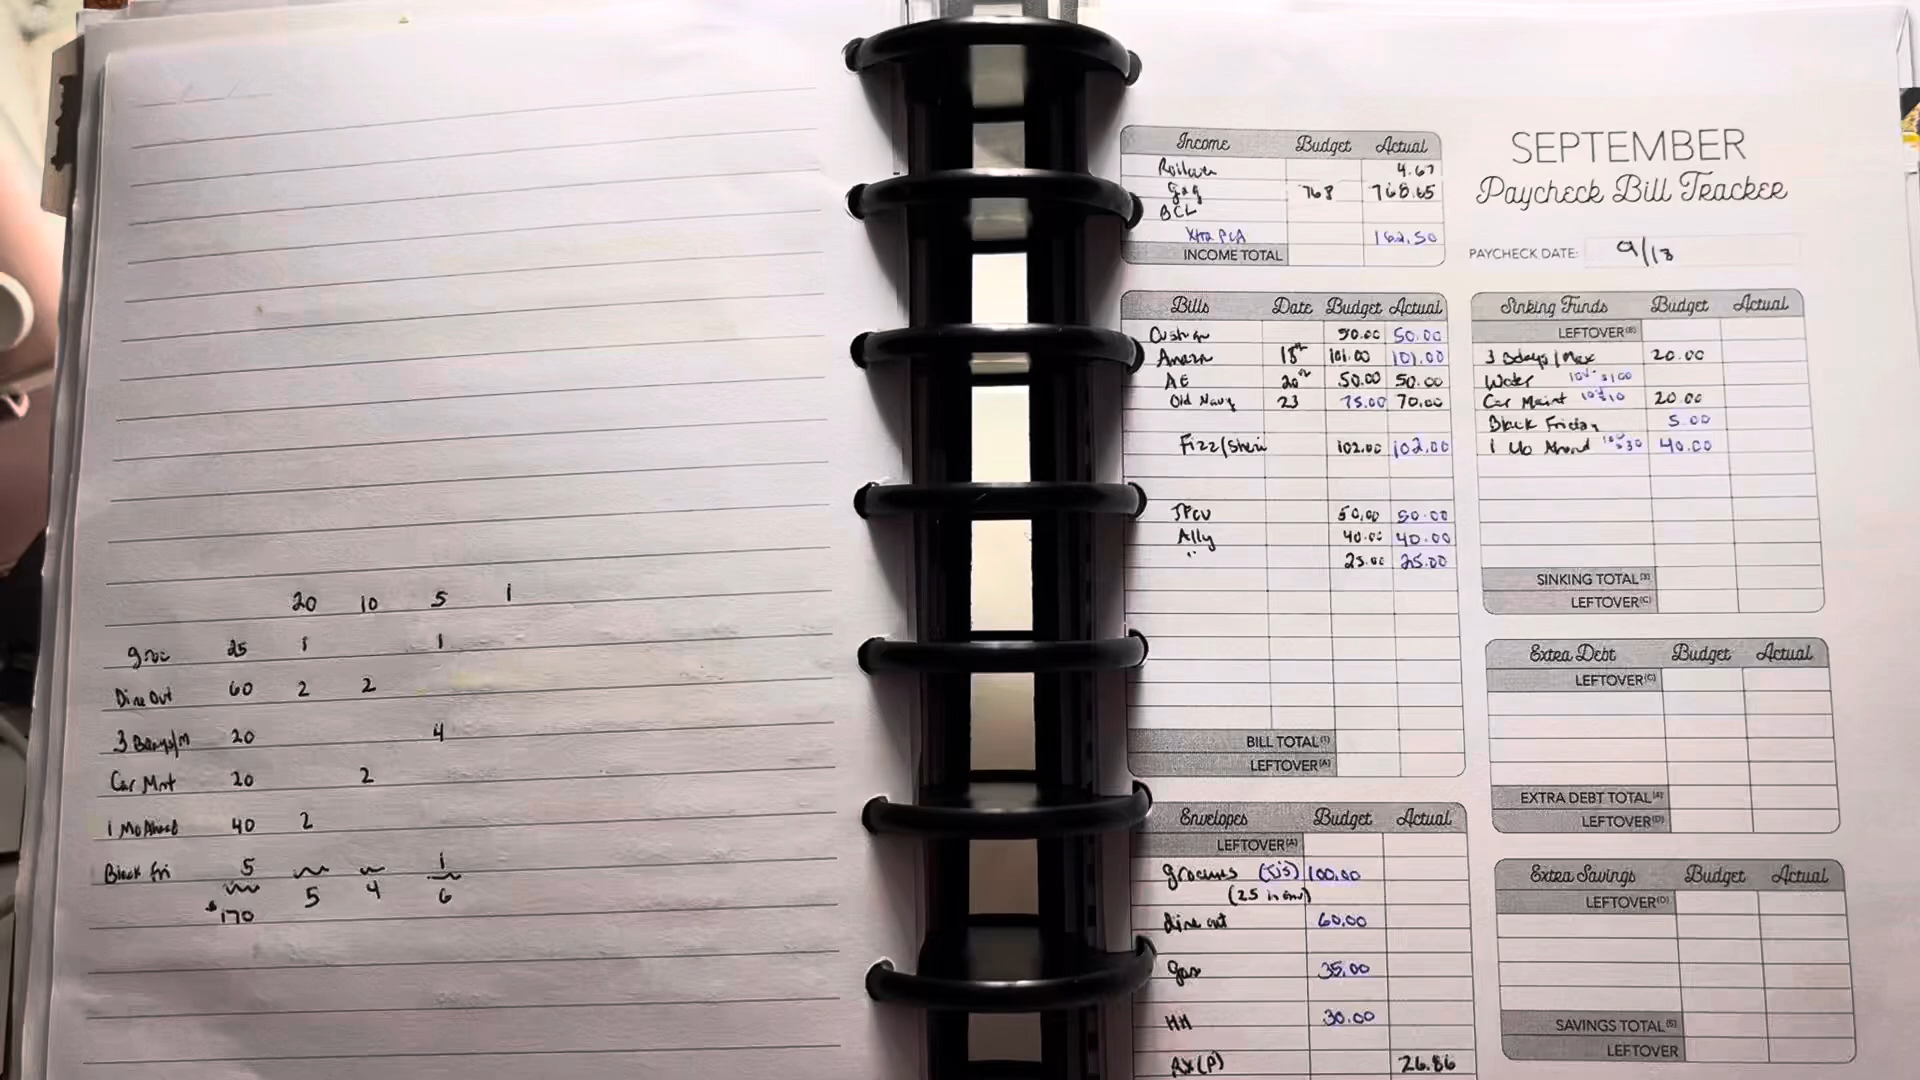 20 10 5 1
groc 25 1 1
Dine Out 60 2 2
3 Bdays/M 20 4
Car Mnt 20 2
1 Mo Ahead 40 2
Black Fri 5 1
$170 5 4 6
SEPTEMBER
Paycheck Bill Tracker
PAYCHECK DATE: 9/13
Income Budget Actual
Rollover 4.67
768 768.65
BCL
Xtra PCA 162.50
INCOME TOTAL
Bills Date Budget Actual
50.00 50.00
18th 101.00 101.00
AE 20th 50.00 50.00
Old Navy 23 75.00 70.00
Fizz/Shein 102.00 102.00
50.00 50.00
Ally 40.00 40.00
" 25.00 25.00
BILL TOTAL (1)
LEFTOVER (A)
Envelopes Budget Actual
LEFTOVER (A)
groceries 100.00
(25 in env)
Dine out 60.00
gas 35.00
HH 30.00
RX(P) 26.86
Sinking Funds Budget Actual
LEFTOVER (B)
3 Bdays/Max 20.00
Water $100
Car Maint $10 20.00
Black Friday 5.00
1 Mo Ahead $30 40.00
SINKING TOTAL (3)
LEFTOVER (C)
Extra Debt Budget Actual
LEFTOVER (C)
EXTRA DEBT TOTAL (4)
LEFTOVER (D)
Extra Savings Budget Actual
LEFTOVER (D)
SAVINGS TOTAL (5)
LEFTOVER